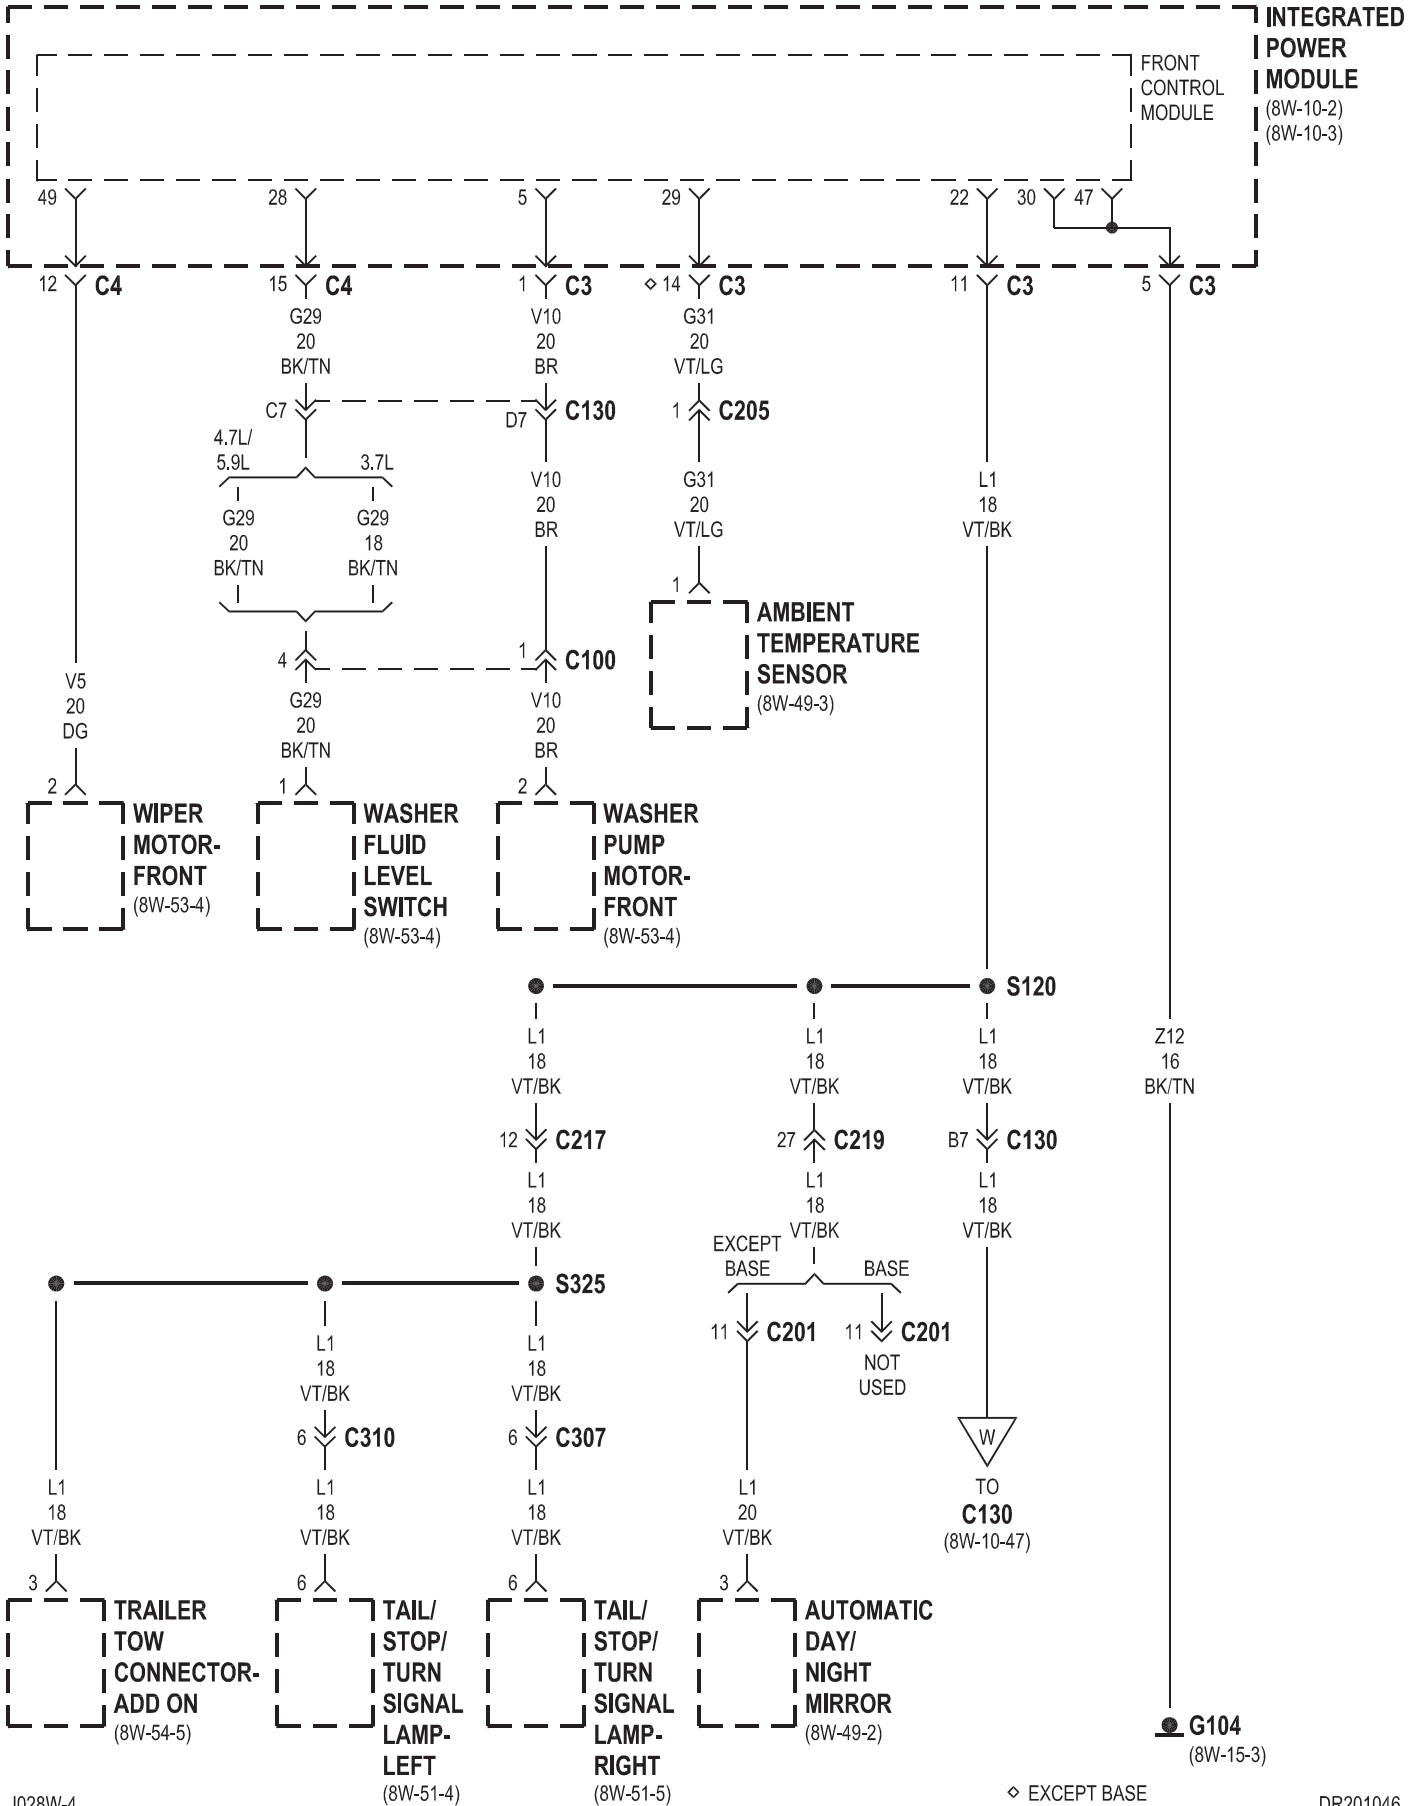 INTEGRATED
POWER
MODULE
(8W-10-2)
(8W-10-3)
FRONT
CONTROL
MODULE
49
28
5
29
22
30
47
12 C4
15 C4
1 C3
◇ 14 C3
11 C3
5 C3
G29
20
BK/TN
V10
20
BR
G31
20
VT/LG
C7
D7
C130
1 C205
4.7L/
5.9L
3.7L
G29
20
BK/TN
G29
18
BK/TN
V10
20
BR
G31
20
VT/LG
L1
18
VT/BK
1
AMBIENT
TEMPERATURE
SENSOR
(8W-49-3)
4
1 C100
V5
20
DG
G29
20
BK/TN
V10
20
BR
2
1
2
WIPER
MOTOR-
FRONT
(8W-53-4)
WASHER
FLUID
LEVEL
SWITCH
(8W-53-4)
WASHER
PUMP
MOTOR-
FRONT
(8W-53-4)
S120
L1
18
VT/BK
L1
18
VT/BK
L1
18
VT/BK
Z12
16
BK/TN
12 C217
27 C219
B7 C130
L1
18
VT/BK
L1
18
VT/BK
L1
18
VT/BK
EXCEPT
BASE
BASE
S325
11 C201
11 C201
NOT
USED
L1
18
VT/BK
L1
18
VT/BK
6 C310
6 C307
W
TO
C130
(8W-10-47)
L1
18
VT/BK
L1
18
VT/BK
L1
18
VT/BK
L1
20
VT/BK
3
6
6
3
TRAILER
TOW
CONNECTOR-
ADD ON
(8W-54-5)
TAIL/
STOP/
TURN
SIGNAL
LAMP-
LEFT
(8W-51-4)
TAIL/
STOP/
TURN
SIGNAL
LAMP-
RIGHT
(8W-51-5)
AUTOMATIC
DAY/
NIGHT
MIRROR
(8W-49-2)
G104
(8W-15-3)
J028W-4
◇ EXCEPT BASE
DR201046